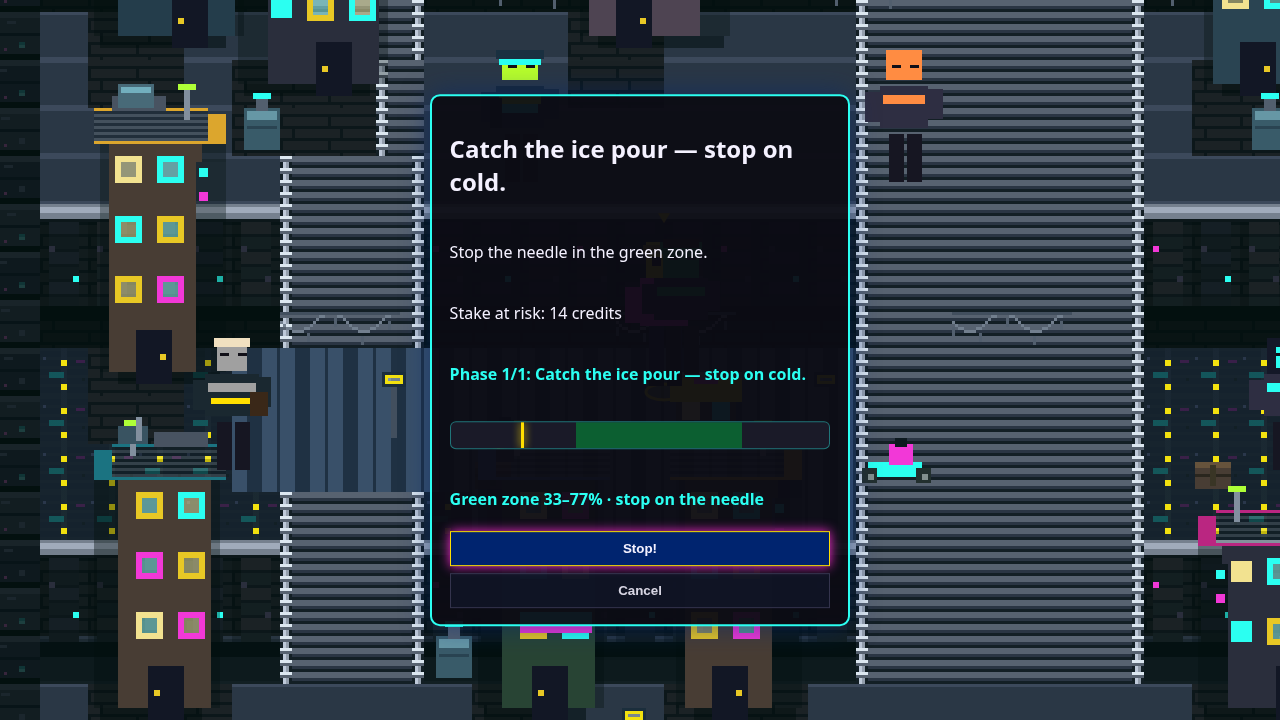 Catch the ice pour — stop on
cold.
Stop the needle in the green zone.
Stake at risk: 14 credits
Phase 1/1: Catch the ice pour — stop on cold.
Green zone 33–77% · stop on the needle
Stop!
Cancel